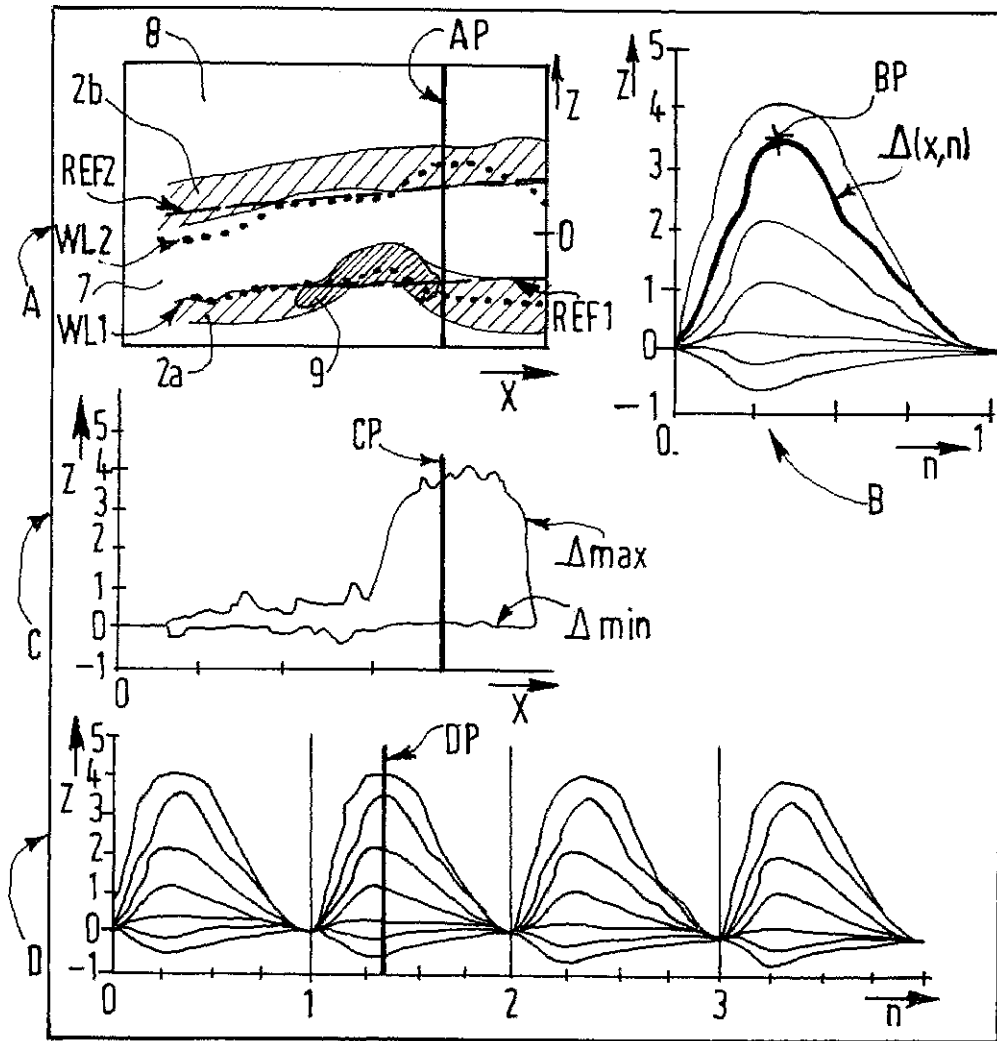 8
AP
2b
Z
REF2
0
WL2
A
7
WL1
REF1
2a
9
X
5
Z
4
BP
3
Δ(x,n)
2
1
0
-1
0.
1
n
B
5
Z
4
CP
3
2
Δmax
1
0
Δmin
C
-1
0
X
5
DP
Z
4
3
2
1
0
D
-1
0
1
2
3
n